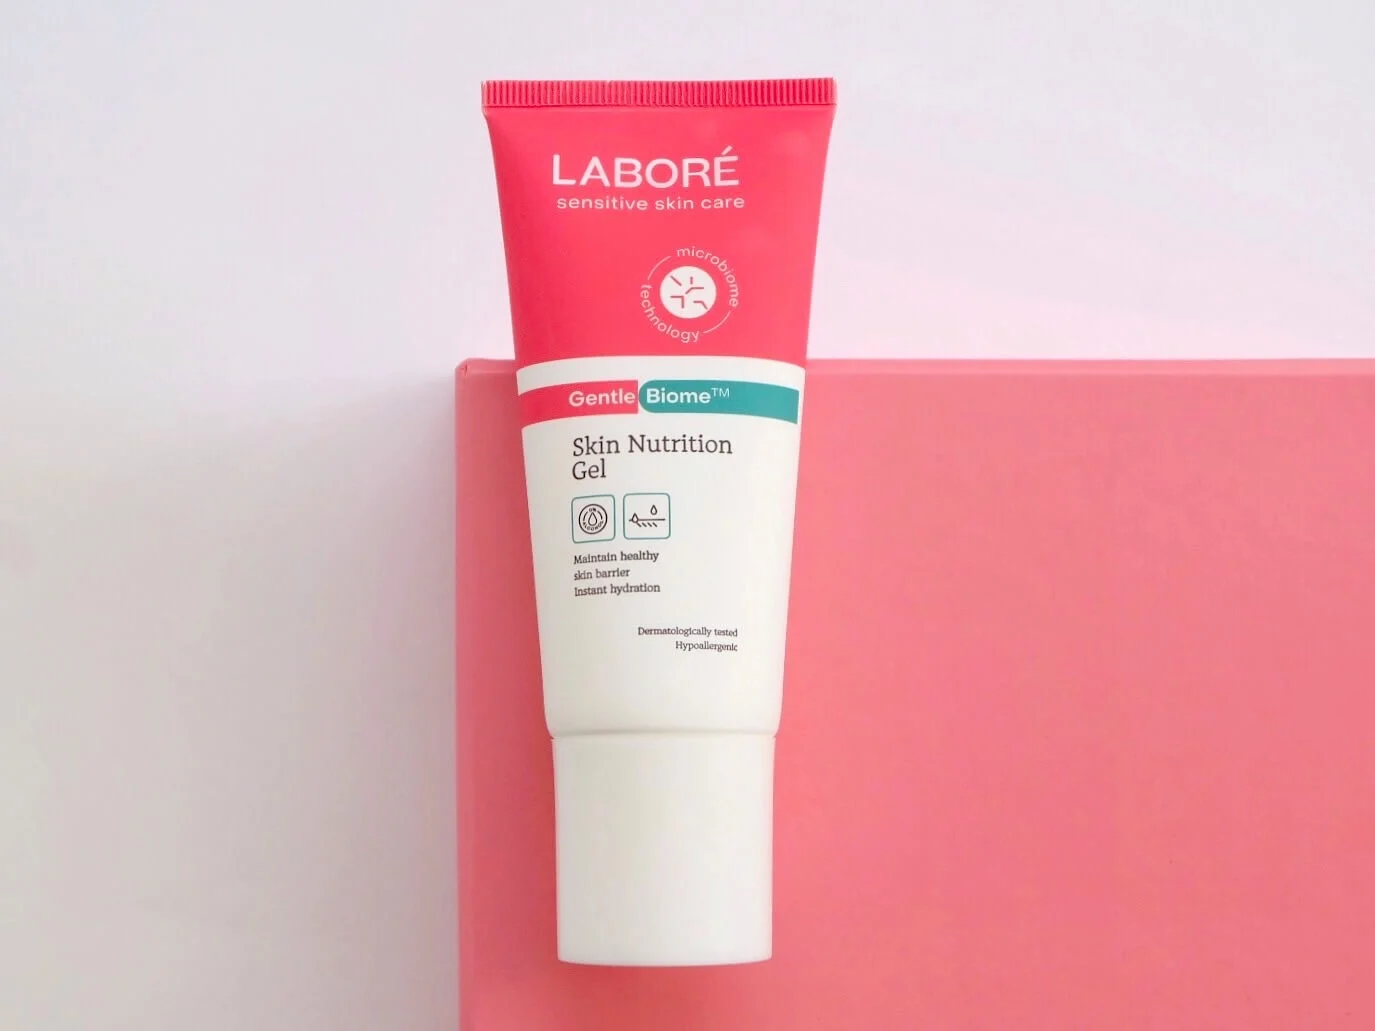 LABORÉ
sensitive skin care
microbiome
technology
Gentle Biome™
Skin Nutrition
Gel
Maintain healthy
skin barrier
Instant hydration
Dermatologically tested
Hypoallergenic